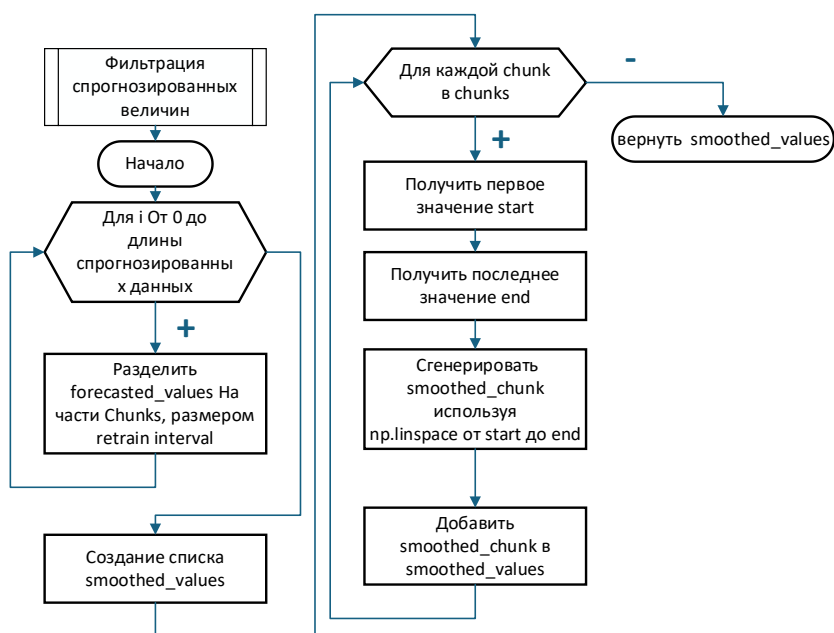 Фильтрация
спрогнозированных
величин
Начало
Для i От 0 до
длины
спрогнозированны
х данных
+
Разделить
forecasted_values На
части Chunks, размером
retrain interval
Создание списка
smoothed_values
Для каждой chunk
в chunks
-
+
вернуть smoothed_values
Получить первое
значение start
Получить последнее
значение end
Сгенерировать
smoothed_chunk
используя
np.linspace от start до end
Добавить
smoothed_chunk в
smoothed_values